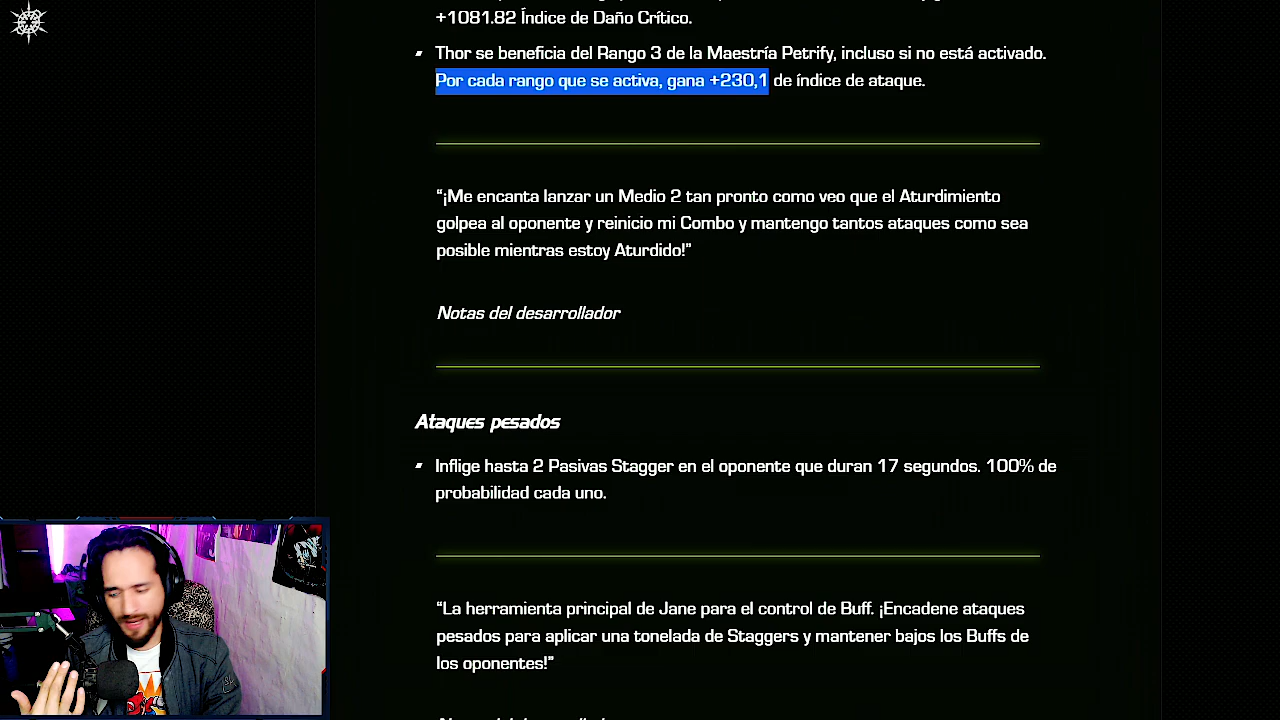 +1081.82 Índice de Daño Crítico.
Thor se beneficia del Rango 3 de la Maestría Petrify, incluso si no está activado.
Por cada rango que se activa, gana +230,1 de índice de ataque.
“¡Me encanta lanzar un Medio 2 tan pronto como veo que el Aturdimiento
golpea al oponente y reinicio mi Combo y mantengo tantos ataques como sea
posible mientras estoy Aturdido!”
Notas del desarrollador
Ataques pesados
Inflige hasta 2 Pasivas Stagger en el oponente que duran 17 segundos. 100% de
probabilidad cada uno.
“La herramienta principal de Jane para el control de Buff. ¡Encadene ataques
pesados para aplicar una tonelada de Staggers y mantener bajos los Buffs de
los oponentes!”